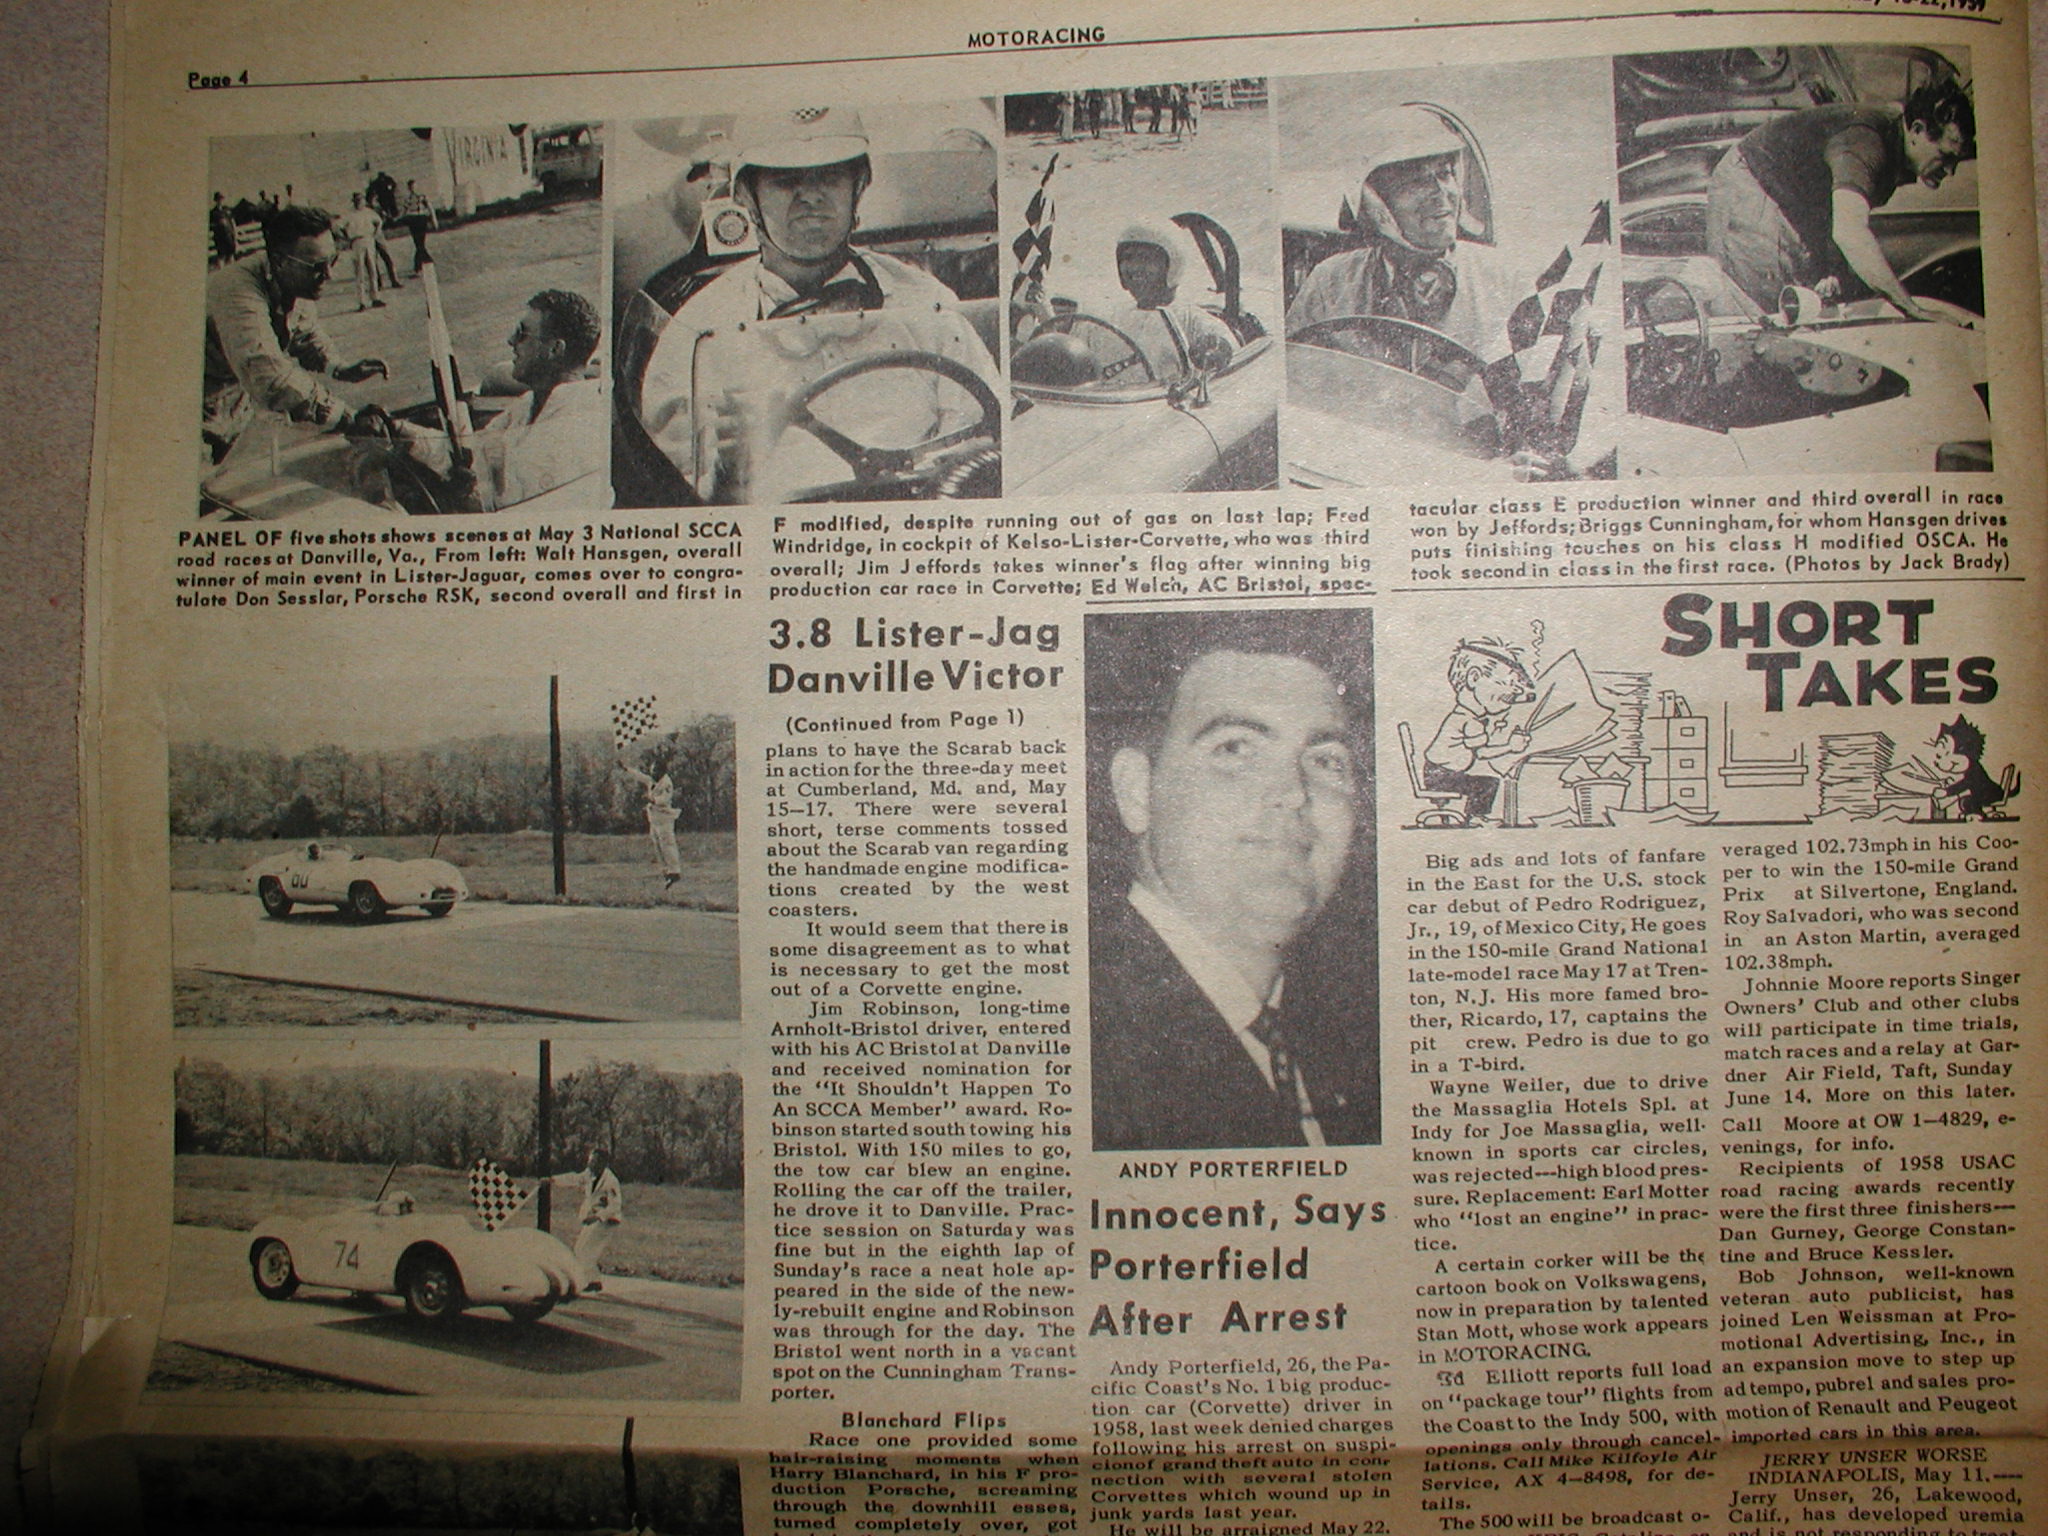 Page 4
MOTORACING
VIRGINIA
PANEL OF five shots shows scenes at May 3 National SCCA
road races at Danville, Va., From left: Walt Hansgen, overall
winner of main event in Lister-Jaguar, comes over to congra-
tulate Don Sesslar, Porsche RSK, second overall and first in
F modified, despite running out of gas on last lap; Fred
Windridge, in cockpit of Kelso-Lister-Corvette, who was third
overall; Jim Jeffords takes winner's flag after winning big
production car race in Corvette; Ed Welch, AC Bristol, spec-
tacular class E production winner and third overall in race
won by Jeffords; Briggs Cunningham, for whom Hansgen drives
puts finishing touches on his class H modified OSCA. He
took second in class in the first race. (Photos by Jack Brady)
74
3.8 Lister-Jag
Danville Victor
(Continued from Page 1)
plans to have the Scarab back
in action for the three-day meet
at Cumberland, Md. and, May
15—17. There were several
short, terse comments tossed
about the Scarab van regarding
the handmade engine modifica-
tions created by the west
coasters.
It would seem that there is
some disagreement as to what
is necessary to get the most
out of a Corvette engine.
Jim Robinson, long-time
Arnholt-Bristol driver, entered
with his AC Bristol at Danville
and received nomination for
the "It Shouldn't Happen To
An SCCA Member" award. Ro-
binson started south towing his
Bristol. With 150 miles to go,
the tow car blew an engine.
Rolling the car off the trailer,
he drove it to Danville. Prac-
tice session on Saturday was
fine but in the eighth lap of
Sunday's race a neat hole ap-
peared in the side of the new-
ly-rebuilt engine and Robinson
was through for the day. The
Bristol went north in a vacant
spot on the Cunningham Trans-
porter.
Blanchard Flips
Race one provided some
hair-raising moments when
Harry Blanchard, in his F pro-
duction Porsche, screaming
through the downhill esses,
turned completely over, got
ANDY PORTERFIELD
Innocent, Says
Porterfield
After Arrest
Andy Porterfield, 26, the Pa-
cific Coast's No. 1 big produc-
tion car (Corvette) driver in
1958, last week denied charges
following his arrest on suspi-
cion of grand theft auto in con-
nection with several stolen
Corvettes which wound up in
junk yards last year.
He will be arraigned May 22.
SHORT
TAKES
Big ads and lots of fanfare
in the East for the U.S. stock
car debut of Pedro Rodriguez,
Jr., 19, of Mexico City, He goes
in the 150-mile Grand National
late-model race May 17 at Tren-
ton, N.J. His more famed bro-
ther, Ricardo, 17, captains the
pit crew. Pedro is due to go
in a T-bird.
Wayne Weiler, due to drive
the Massaglia Hotels Spl. at
Indy for Joe Massaglia, well-
known in sports car circles,
was rejected—high blood pres-
sure. Replacement: Earl Motter
who "lost an engine" in prac-
tice.
A certain corker will be the
cartoon book on Volkswagens,
now in preparation by talented
Stan Mott, whose work appears
in MOTORACING.
Elliott reports full load
on "package tour" flights from
the Coast to the Indy 500, with
openings only through cancel-
lations. Call Mike Kilfoyle Air
Service, AX 4—8498, for de-
tails.
The 500 will be broadcast o-
veraged 102.73mph in his Coo-
per to win the 150-mile Grand
Prix at Silvertone, England.
Roy Salvadori, who was second
in an Aston Martin, averaged
102.38mph.
Johnnie Moore reports Singer
Owners' Club and other clubs
will participate in time trials,
match races and a relay at Gar-
dner Air Field, Taft, Sunday
June 14. More on this later.
Call Moore at OW 1—4829, e-
venings, for info.
Recipients of 1958 USAC
road racing awards recently
were the first three finishers—
Dan Gurney, George Constan-
tine and Bruce Kessler.
Bob Johnson, well-known
veteran auto publicist, has
joined Len Weissman at Pro-
motional Advertising, Inc., in
an expansion move to step up
ad tempo, pubrel and sales pro-
motion of Renault and Peugeot
imported cars in this area.
JERRY UNSER WORSE
INDIANAPOLIS, May 11.—
Jerry Unser, 26, Lakewood,
Calif., has developed uremia